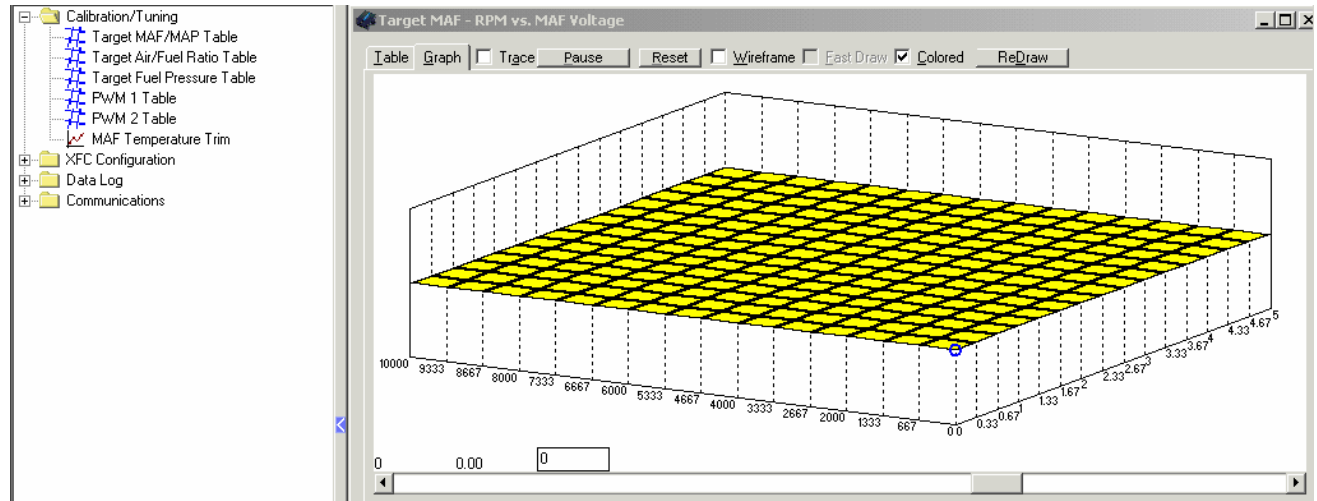 Calibration/Tuning
Target MAF/MAP Table
Target Air/Fuel Ratio Table
Target Fuel Pressure Table
PWM 1 Table
PWM 2 Table
MAF Temperature Trim
XFC Configuration
Data Log
Communications
Target MAF - RPM vs. MAF Voltage
Table Graph Trace Pause Reset Wireframe Fast Draw Colored ReDraw
10000 9333 8667 8000 7333 6667 6000 5333 4667 4000 3333 2667 2000 1333 667 0
0 0.33 0.67 1 1.33 1.67 2 2.33 2.67 3 3.33 3.67 4 4.33 4.67 5
0 0.00 0